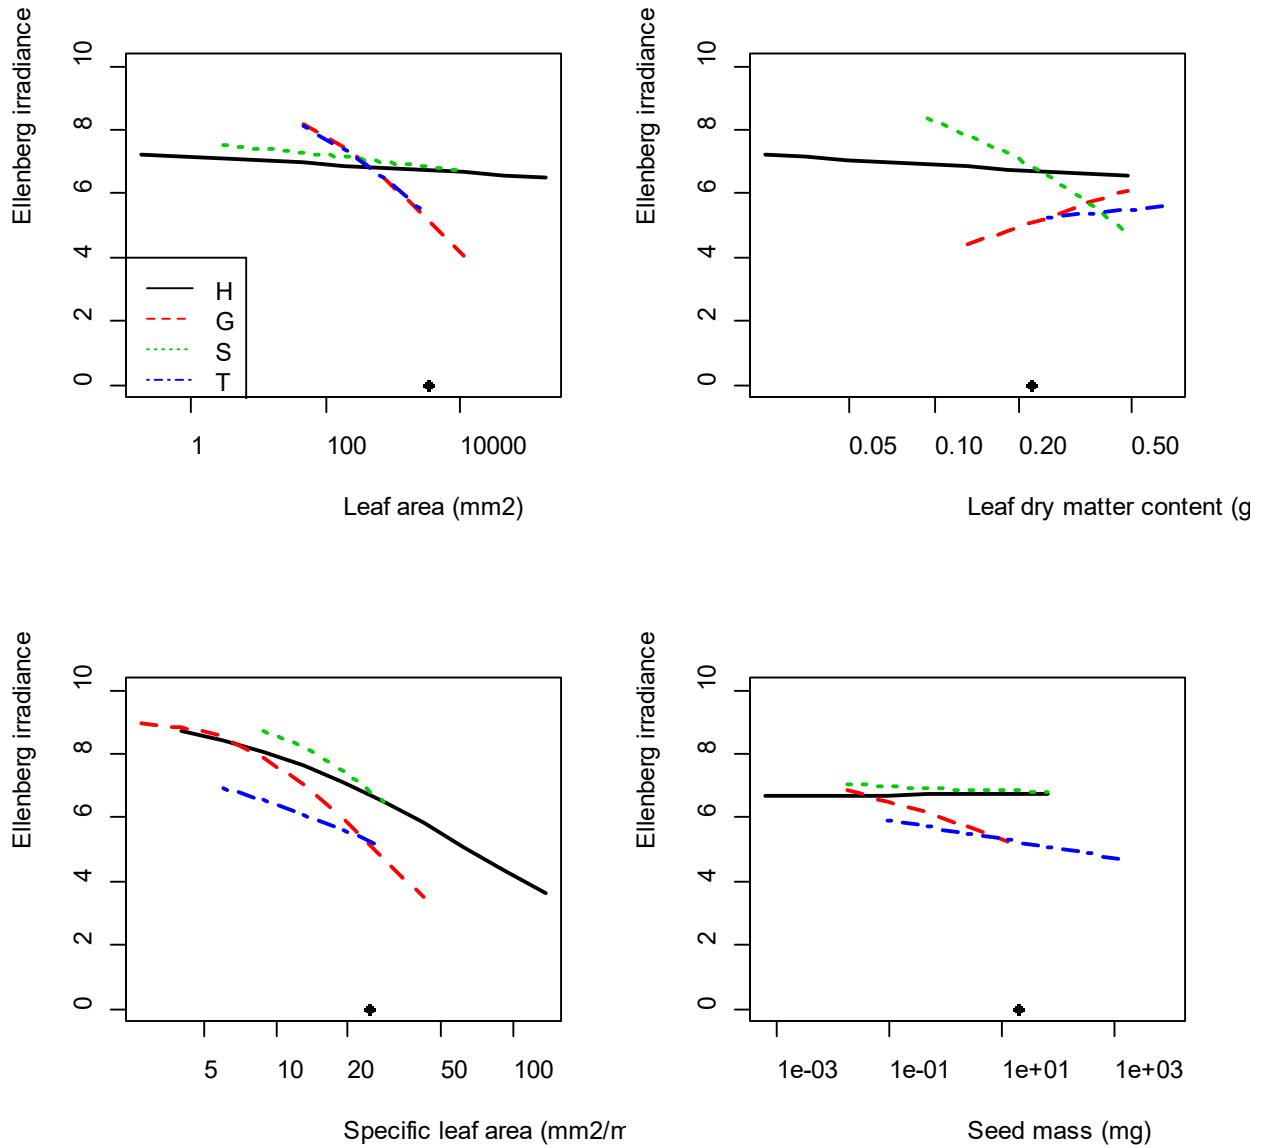 Ellenberg irradiance
10
8
6
4
2
0
H
G
S
T
1 100 10000
Leaf area (mm2)
Ellenberg irradiance
10
8
6
4
2
0
0.05 0.10 0.20 0.50
Leaf dry matter content (g
Ellenberg irradiance
10
8
6
4
2
0
5 10 20 50 100
Specific leaf area (mm2/m
Ellenberg irradiance
10
8
6
4
2
0
1e-03 1e-01 1e+01 1e+03
Seed mass (mg)